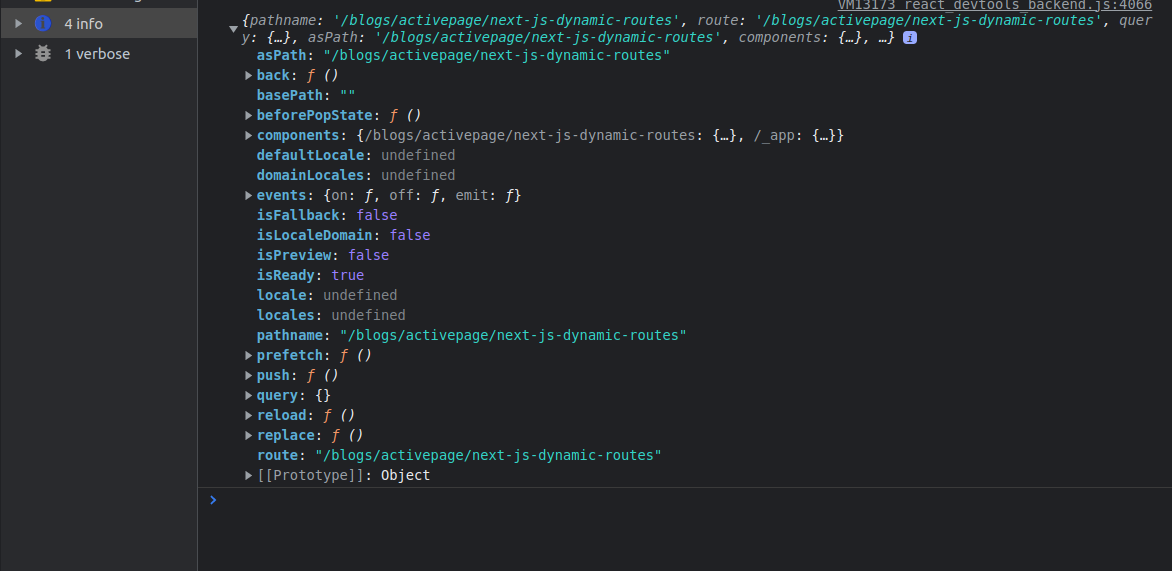 VM13173 react_devtools_backend.js:4066
4 info
1 verbose
{pathname: '/blogs/activepage/next-js-dynamic-routes', route: '/blogs/activepage/next-js-dynamic-routes', quer
y: {…}, asPath: '/blogs/activepage/next-js-dynamic-routes', components: {…}, …} i
asPath: "/blogs/activepage/next-js-dynamic-routes"
back: ƒ ()
basePath: ""
beforePopState: ƒ ()
components: {/blogs/activepage/next-js-dynamic-routes: {…}, /_app: {…}}
defaultLocale: undefined
domainLocales: undefined
events: {on: ƒ, off: ƒ, emit: ƒ}
isFallback: false
isLocaleDomain: false
isPreview: false
isReady: true
locale: undefined
locales: undefined
pathname: "/blogs/activepage/next-js-dynamic-routes"
prefetch: ƒ ()
push: ƒ ()
query: {}
reload: ƒ ()
replace: ƒ ()
route: "/blogs/activepage/next-js-dynamic-routes"
[[Prototype]]: Object